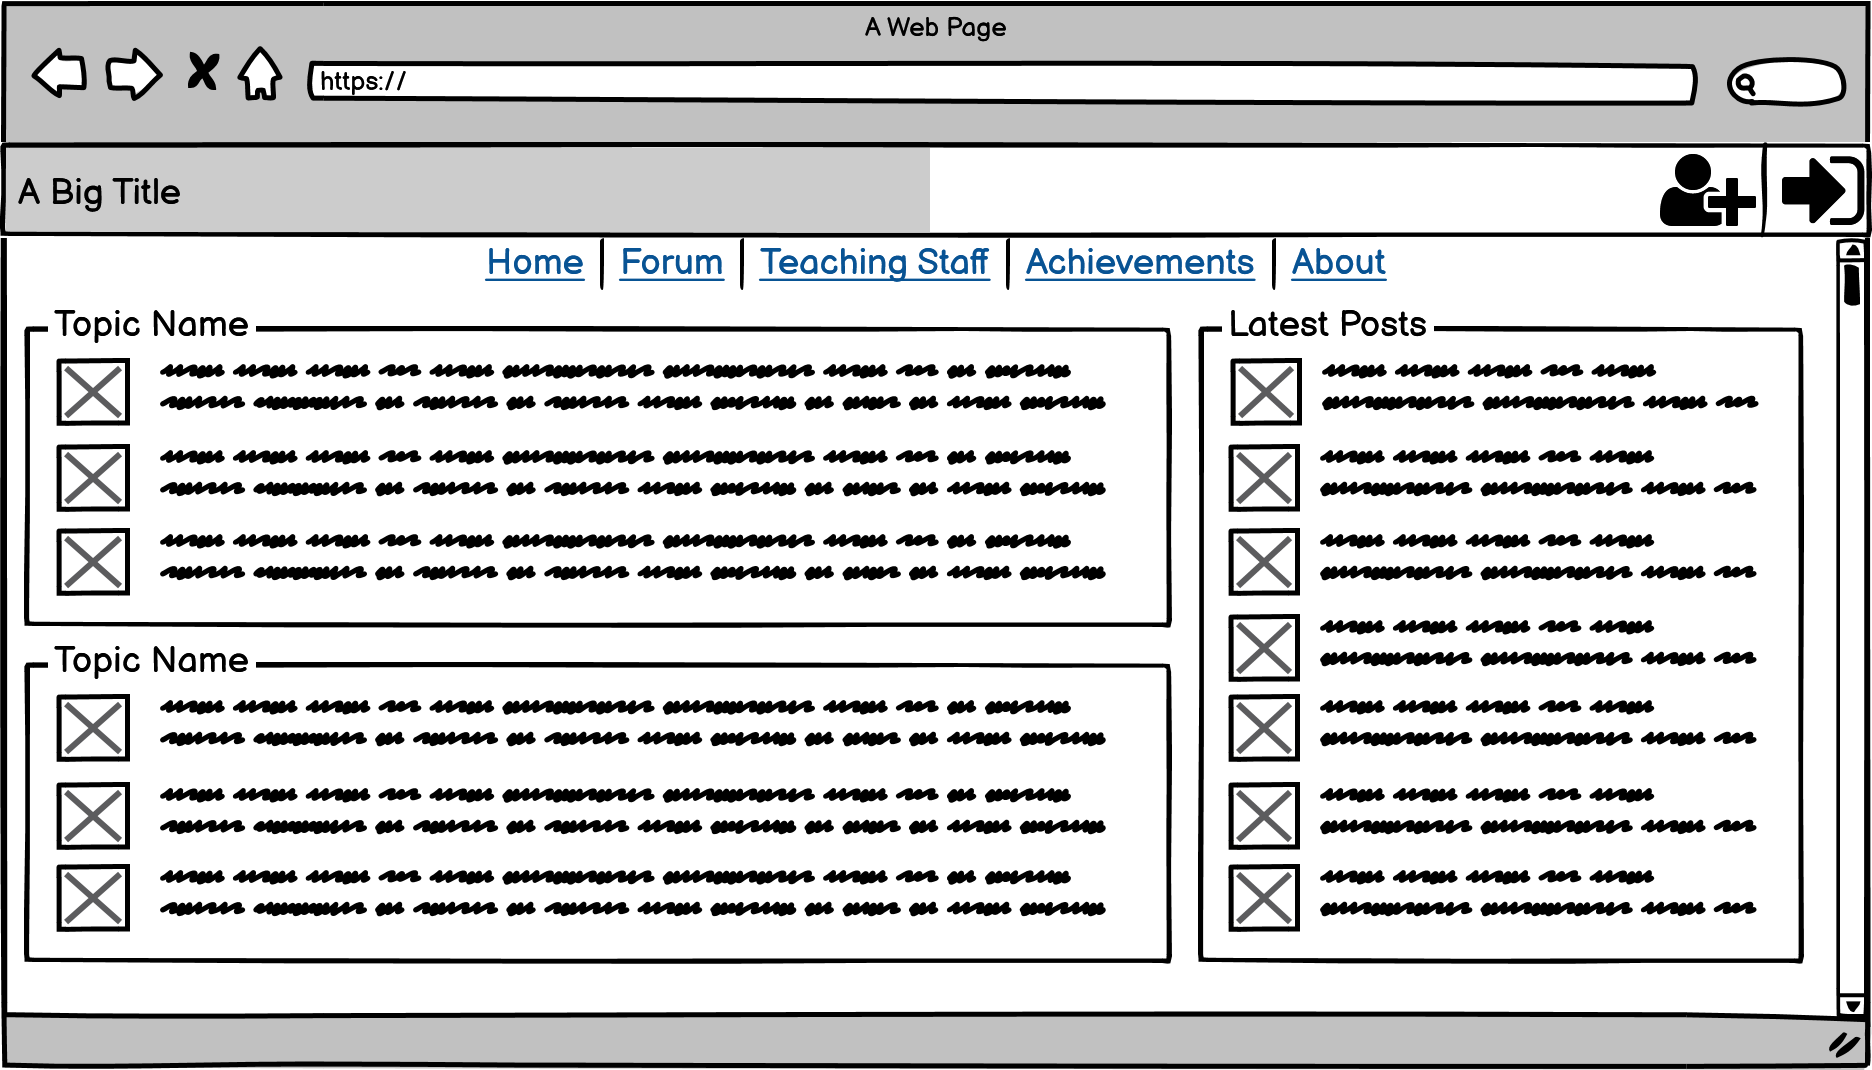 A Web Page
https://
A Big Title
Home | Forum | Teaching Staff | Achievements | About
Topic Name
Latest Posts
Topic Name